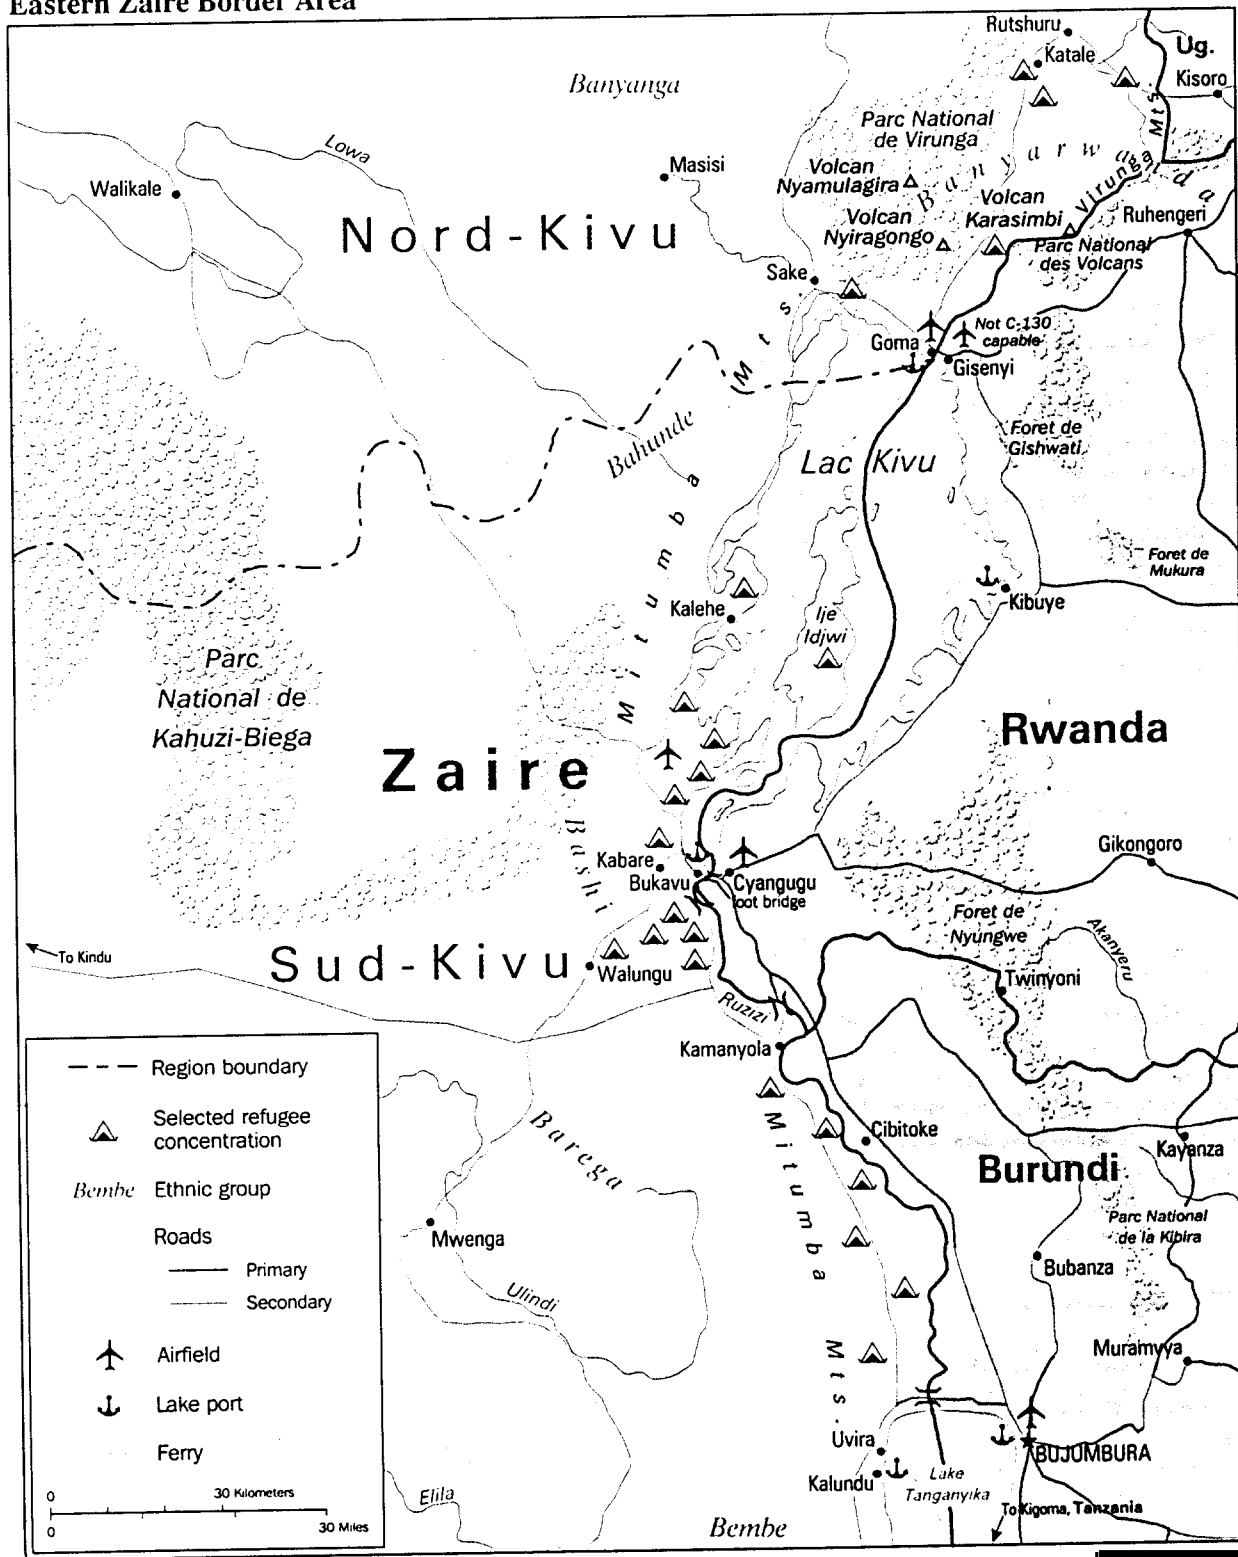 Eastern Zaire Border Area
Rutshuru
Katale
Ug.
Kisoro
Banyanga
Parc National
de Virunga
Mts.
Lowa
Masisi
Banyarwanda
Walikale
Volcan
Nyamulagira
Virunga
Volcan
Karasimbi
Nord-Kivu
Volcan
Nyiragongo
Ruhengeri
Parc National
des Volcans
Sake
Not C-130
capable
Goma
Gisenyi
Mitumba Mts.
Bahunde
Foret de
Gishwati
Lac Kivu
Foret de
Mukura
Kibuye
Kalehe
Ije
Idjwi
Parc
National de
Kahuzi-Biega
Rwanda
Zaire
Bashi
Gikongoro
Kabare
Bukavu
Cyangugu
oot bridge
Foret de
Nyungwe
Akanyeru
To Kindu
Sud-Kivu
Walungu
Twinyoni
Ruzizi
Kamanyola
Region boundary
Selected refugee
concentration
Bembe Ethnic group
Roads
Primary
Secondary
Airfield
Lake port
Ferry
0 30 Kilometers
0 30 Miles
Barega
Mitumba Mts.
Cibitoke
Kayanza
Burundi
Parc National
de la Kibira
Mwenga
Bubanza
Ulindi
Muramvya
Uvira
BUJUMBURA
Kalundu
Lake
Tanganyika
Elila
To Kigoma, Tanzania
Bembe